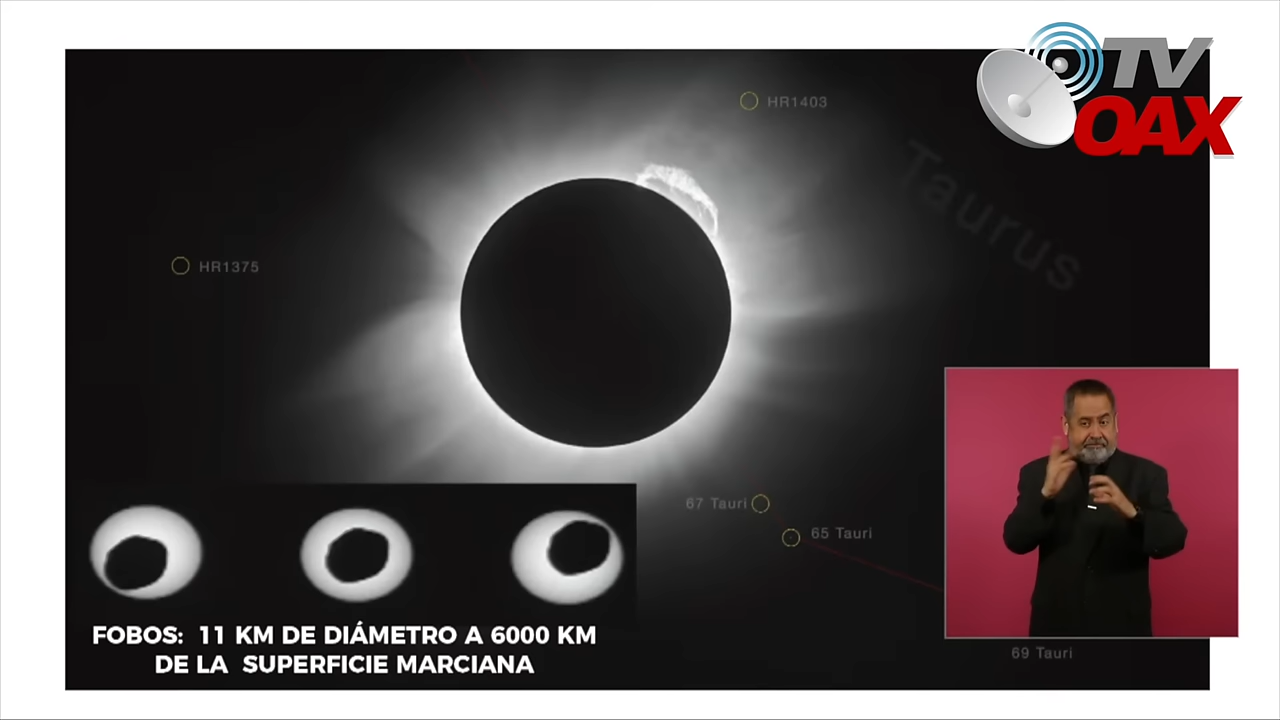 TV
OAX
HR1403
Taurus
HR1375
67 Tauri
65 Tauri
FOBOS: 11 KM DE DIÁMETRO A 6000 KM
DE LA SUPERFICIE MARCIANA
69 Tauri